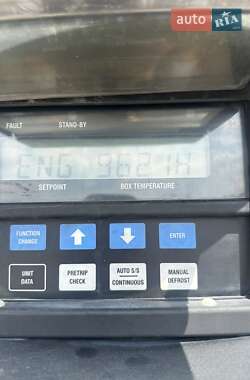 auto RIA
FAULT STAND-BY
ENG 9621H
SETPOINT BOX TEMPERATURE
FUNCTION CHANGE
ENTER
UNIT DATA
PRETRIP CHECK
AUTO S/S CONTINUOUS
MANUAL DEFROST